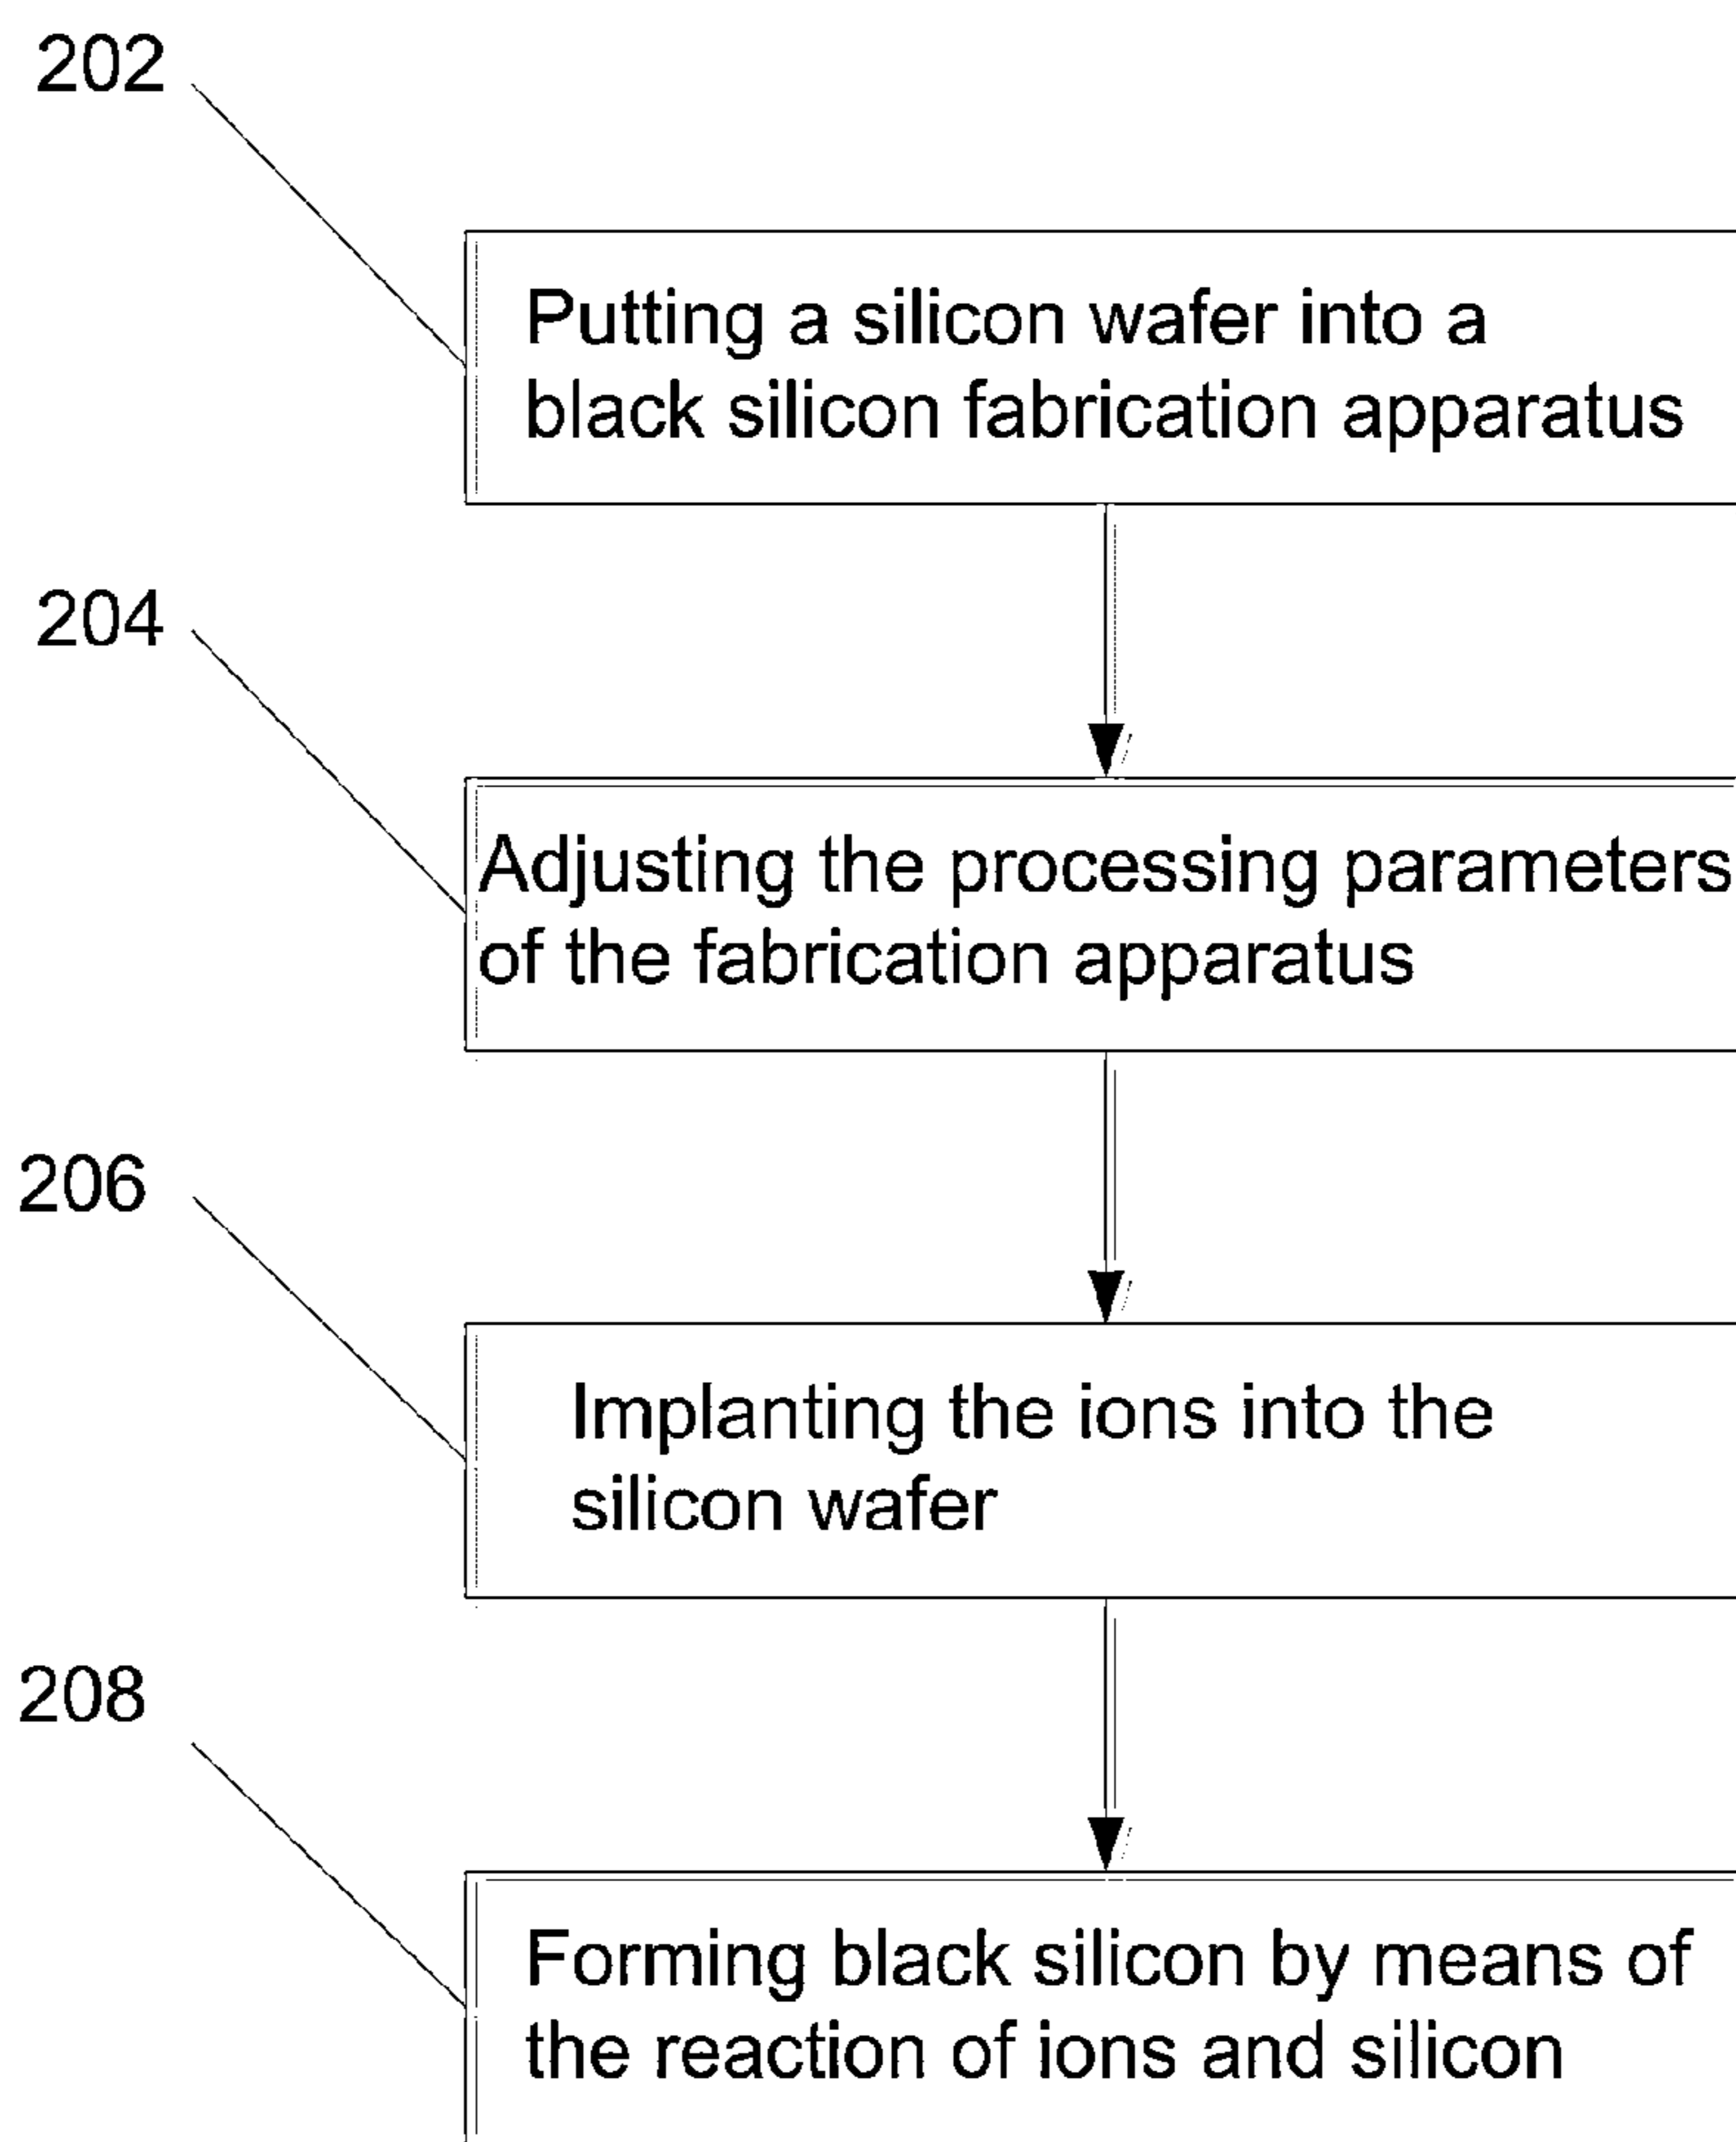 202
Putting a silicon wafer into a
black silicon fabrication apparatus
204
Adjusting the processing parameters
of the fabrication apparatus
206
Implanting the ions into the
silicon wafer
208
Forming black silicon by means of
the reaction of ions and silicon